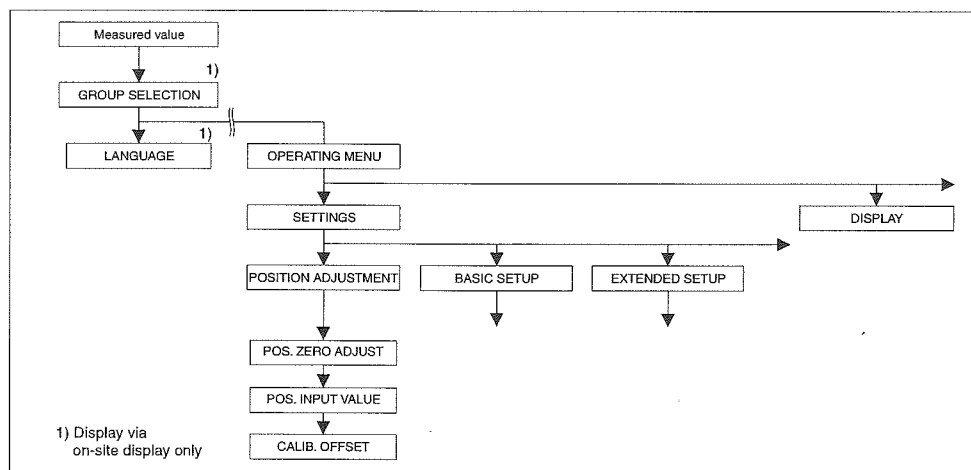 Measured value
1)
GROUP SELECTION
1)
LANGUAGE
OPERATING MENU
SETTINGS
DISPLAY
POSITION ADJUSTMENT
BASIC SETUP
EXTENDED SETUP
POS. ZERO ADJUST
POS. INPUT VALUE
CALIB. OFFSET
1) Display via
on-site display only